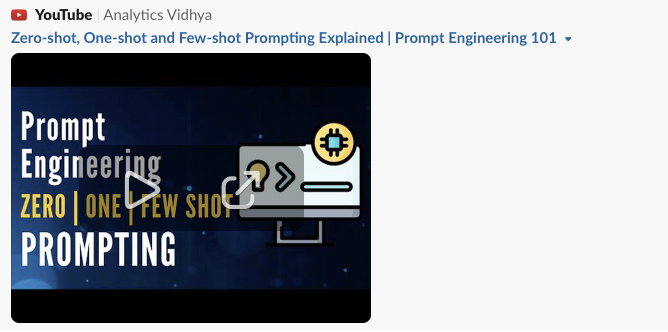 YouTube | Analytics Vidhya
Zero-shot, One-shot and Few-shot Prompting Explained | Prompt Engineering 101
Prompt
Engineering
ZERO | ONE | FEW SHOT
PROMPTING